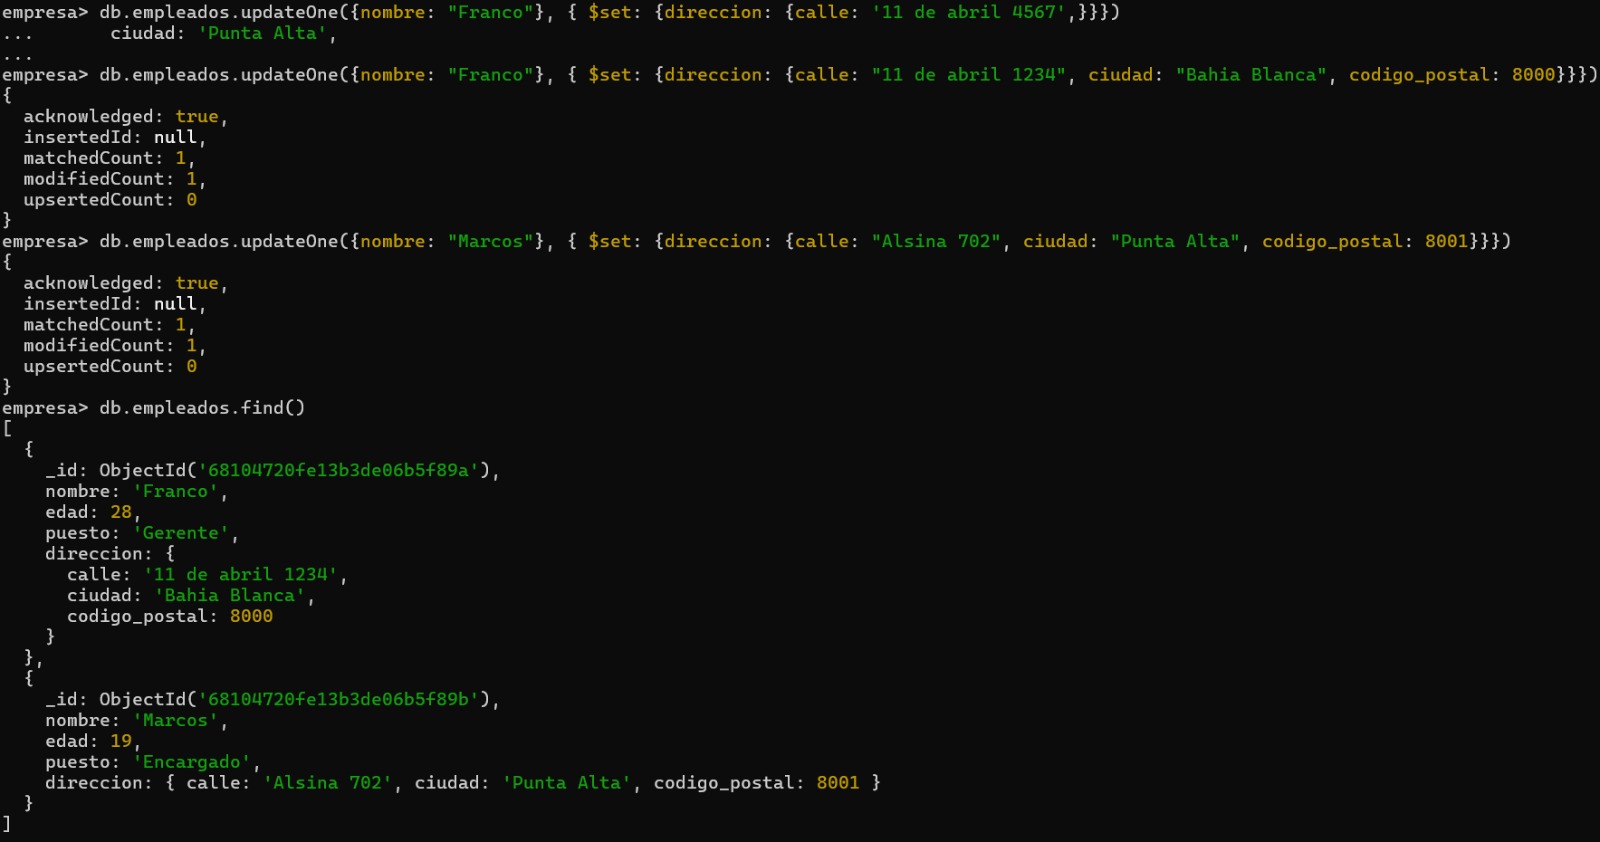 empresa> db.empleados.updateOne({nombre: "Franco"}, { $set: {direccion: {calle: '11 de abril 4567',}}})
...       ciudad: 'Punta Alta',
...
empresa> db.empleados.updateOne({nombre: "Franco"}, { $set: {direccion: {calle: "11 de abril 1234", ciudad: "Bahia Blanca", codigo_postal: 8000}}})
{
  acknowledged: true,
  insertedId: null,
  matchedCount: 1,
  modifiedCount: 1,
  upsertedCount: 0
}
empresa> db.empleados.updateOne({nombre: "Marcos"}, { $set: {direccion: {calle: "Alsina 702", ciudad: "Punta Alta", codigo_postal: 8001}}})
{
  acknowledged: true,
  insertedId: null,
  matchedCount: 1,
  modifiedCount: 1,
  upsertedCount: 0
}
empresa> db.empleados.find()
[
  {
    _id: ObjectId('68104720fe13b3de06b5f89a'),
    nombre: 'Franco',
    edad: 28,
    puesto: 'Gerente',
    direccion: {
      calle: '11 de abril 1234',
      ciudad: 'Bahia Blanca',
      codigo_postal: 8000
    }
  },
  {
    _id: ObjectId('68104720fe13b3de06b5f89b'),
    nombre: 'Marcos',
    edad: 19,
    puesto: 'Encargado',
    direccion: { calle: 'Alsina 702', ciudad: 'Punta Alta', codigo_postal: 8001 }
  }
]